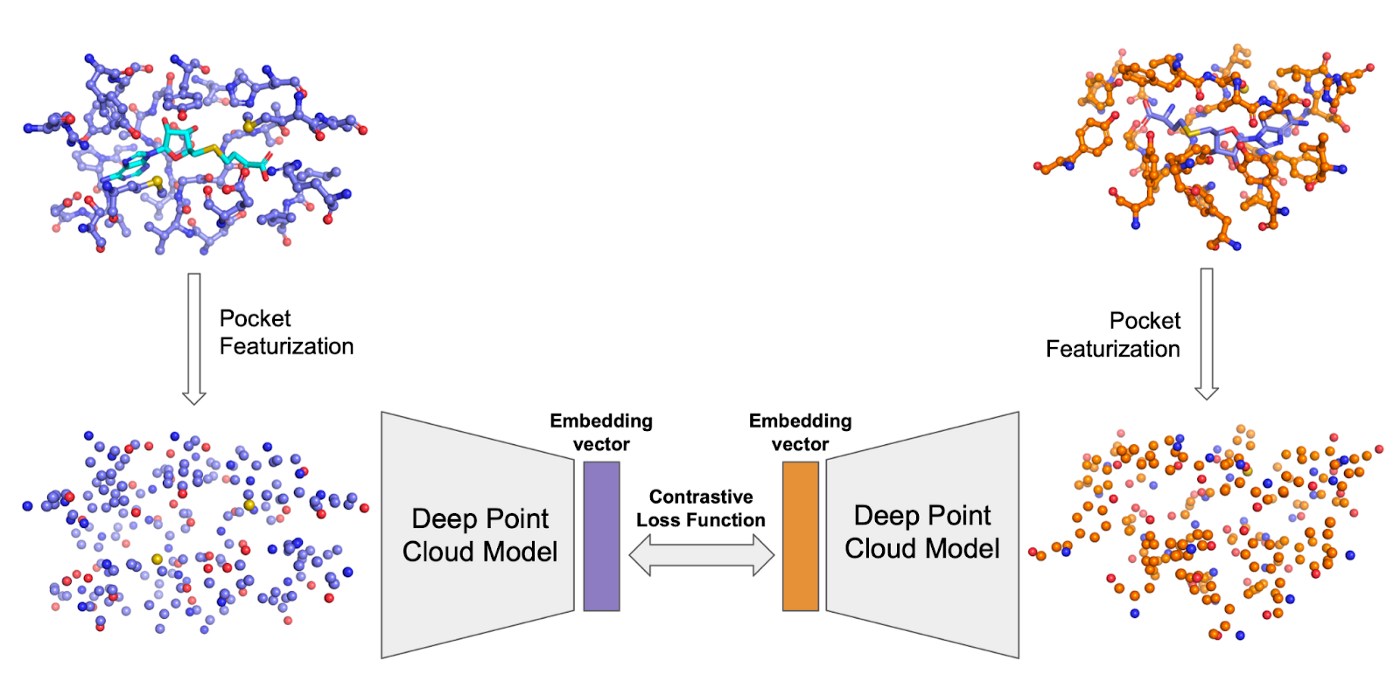 Pocket
Featurization
Pocket
Featurization
Embedding
vector
Embedding
vector
Contrastive
Loss Function
Deep Point
Cloud Model
Deep Point
Cloud Model